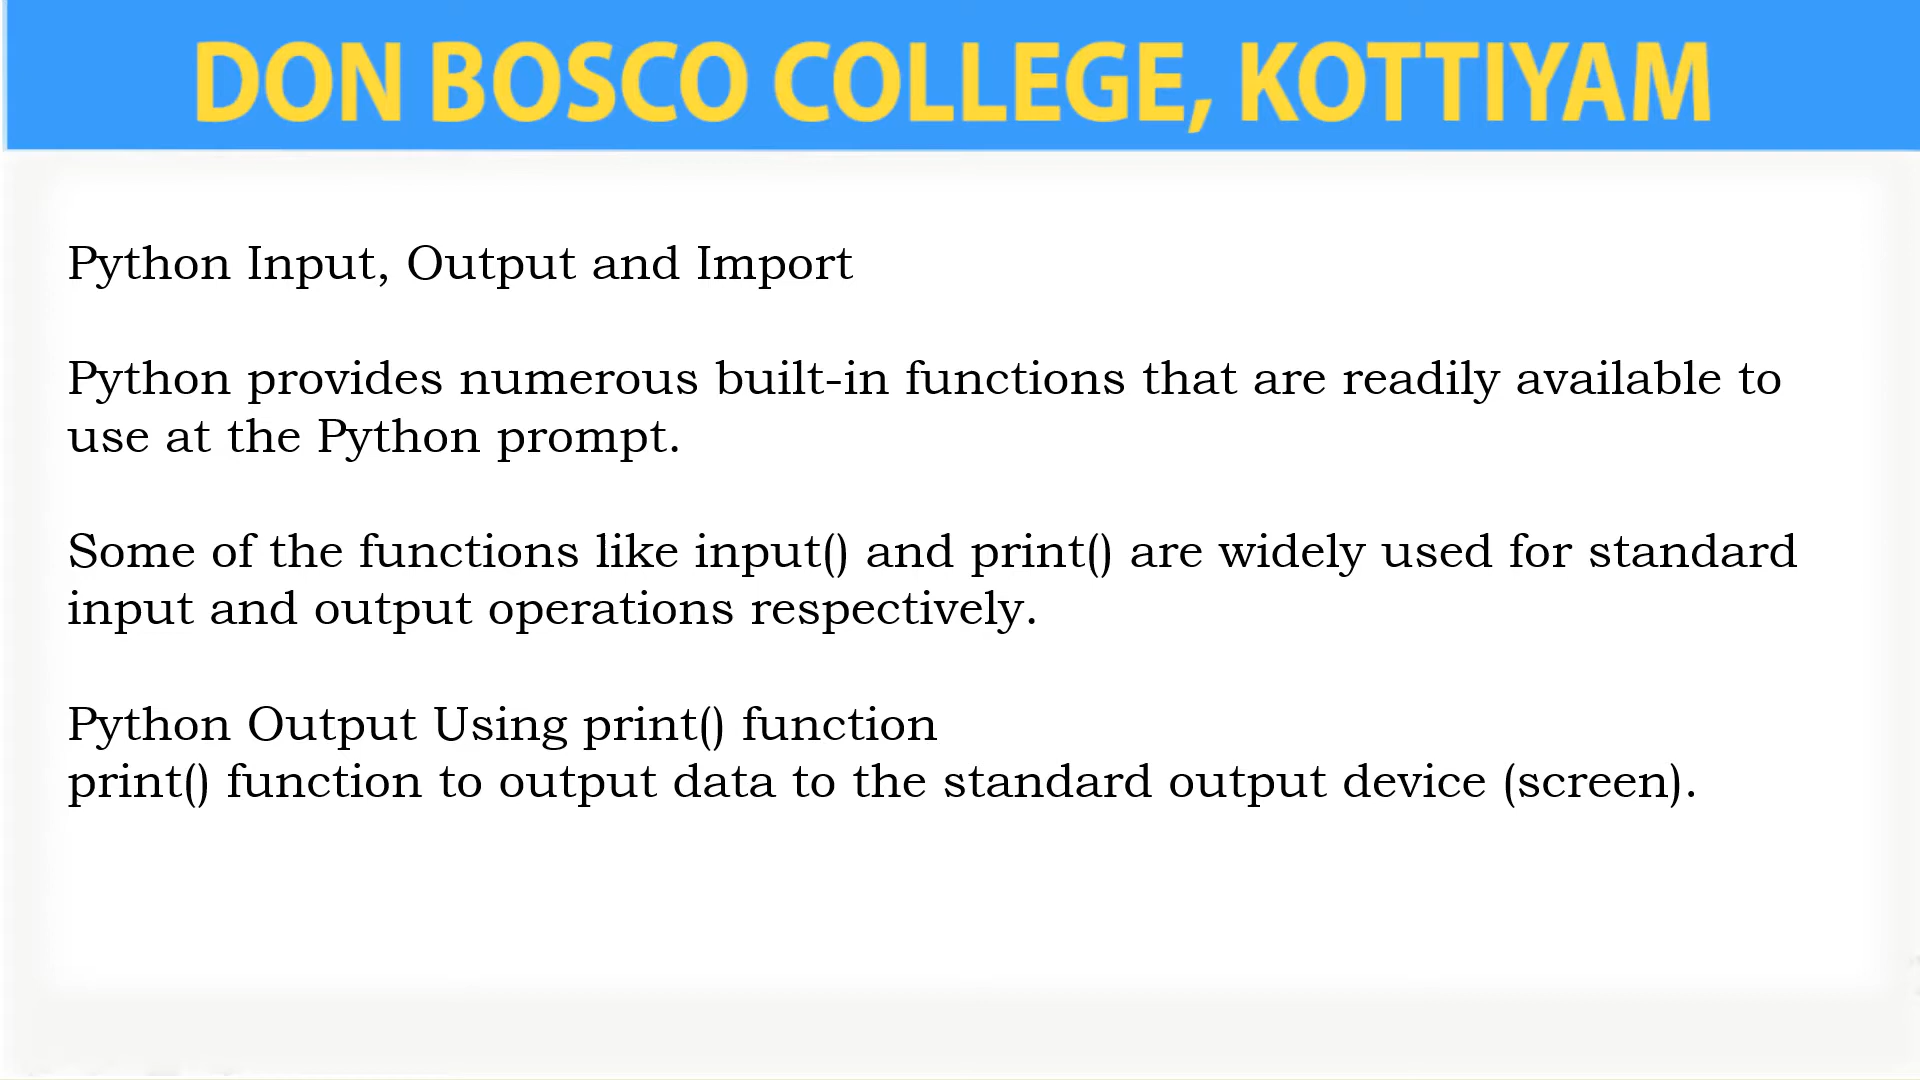 DON BOSCO COLLEGE, KOTTIYAM
Python Input, Output and Import
Python provides numerous built-in functions that are readily available to
use at the Python prompt.
Some of the functions like input() and print() are widely used for standard
input and output operations respectively.
Python Output Using print() function
print() function to output data to the standard output device (screen).